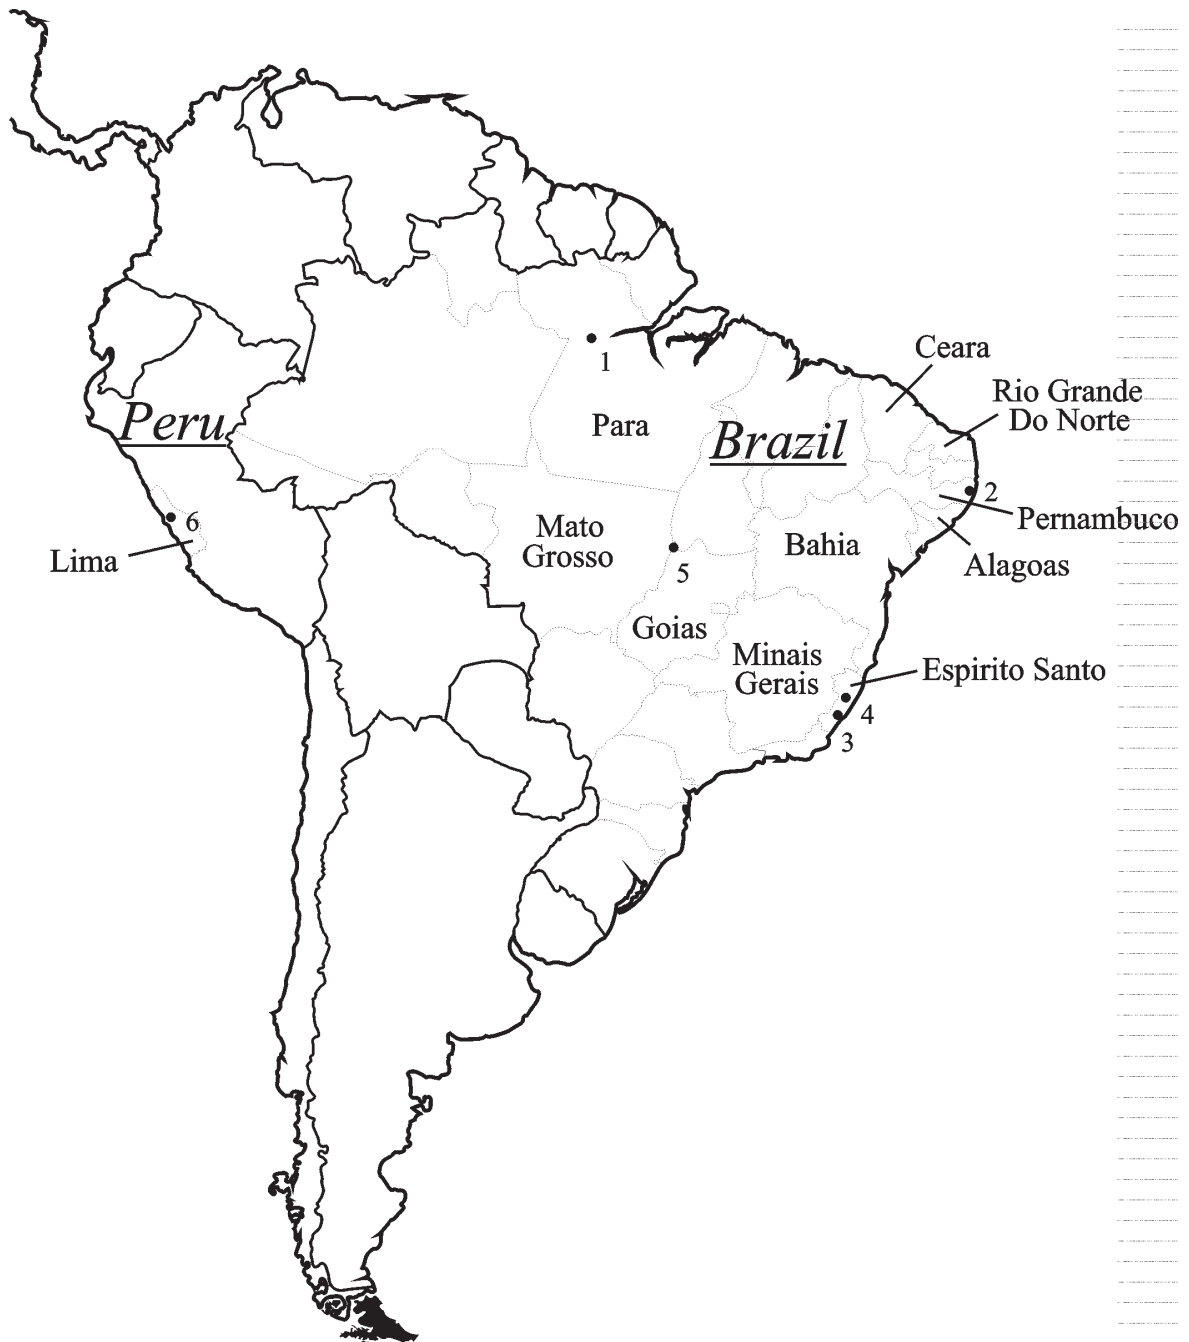 1
Ceara
Rio Grande
Do Norte
Para
Peru
Brazil
2
Pernambuco
6
Mato
Grosso
Bahia
Lima
Alagoas
5
Goias
Minais
Gerais
Espirito Santo
4
3